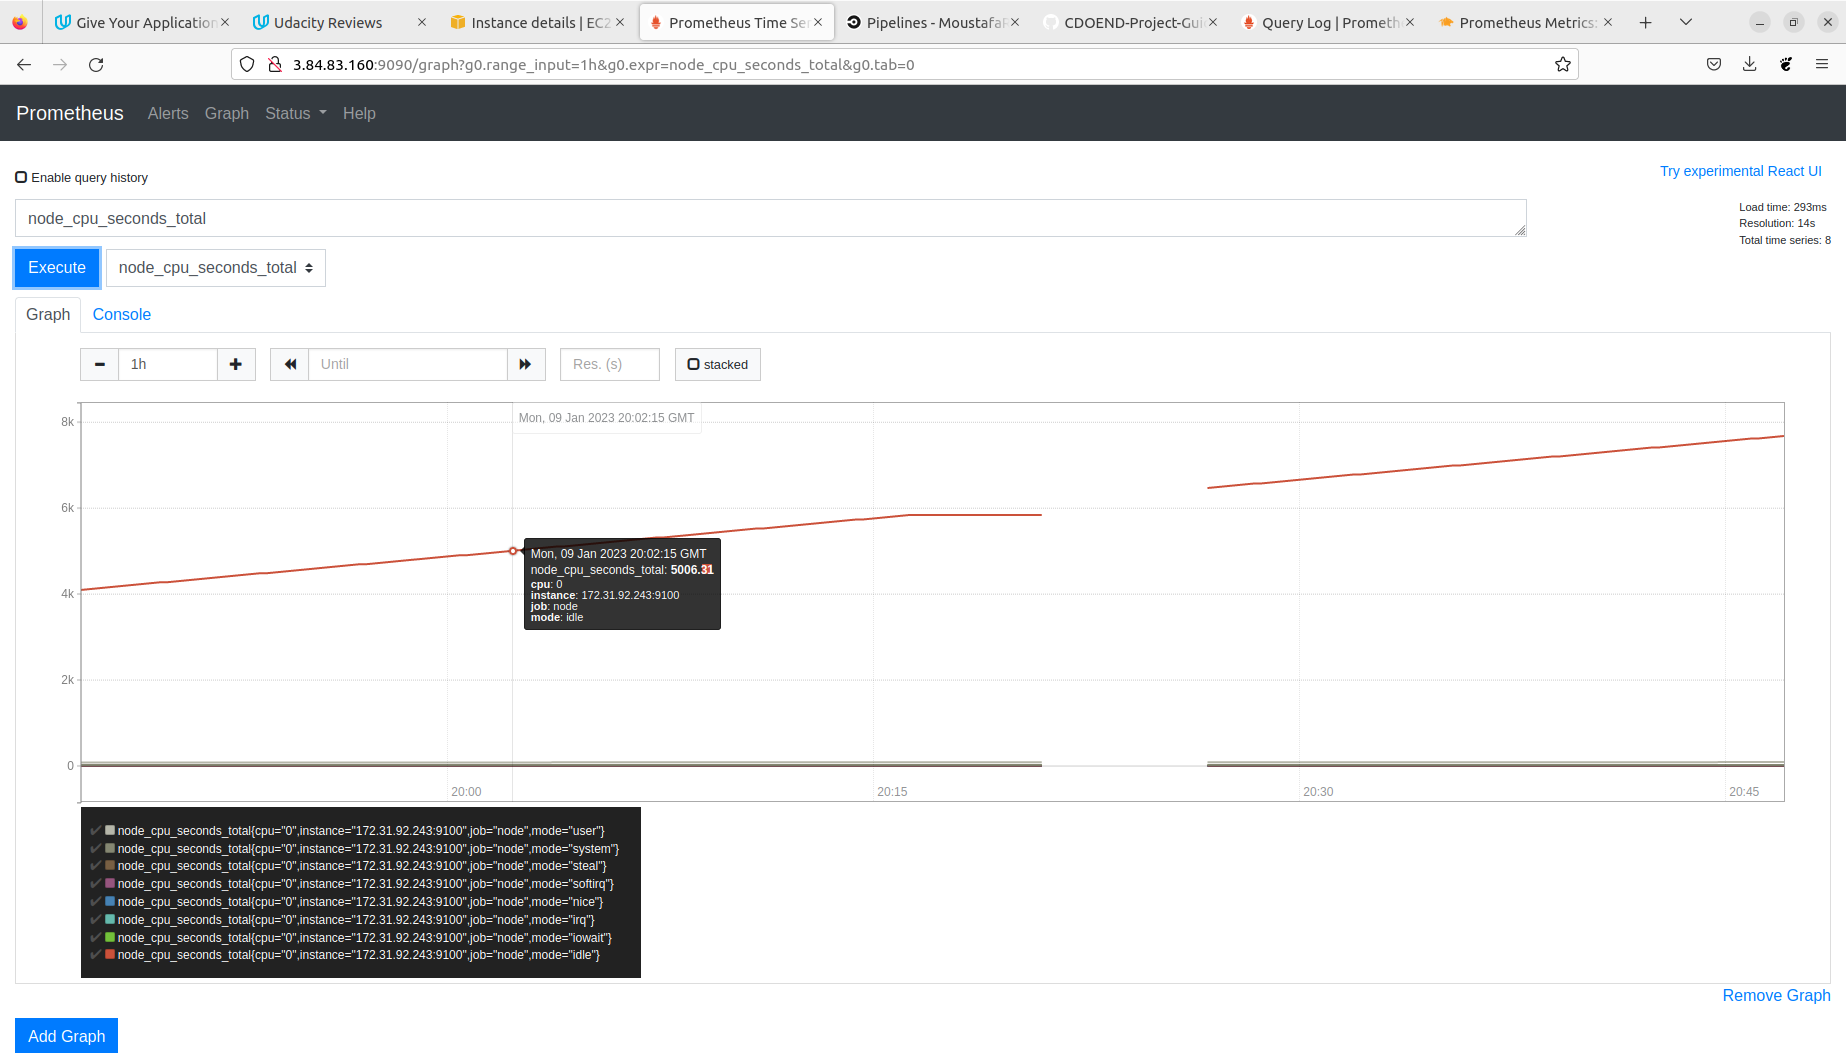 Give Your Application
Udacity Reviews
Instance details | EC2
Prometheus Time Ser
Pipelines - Moustafa
CDOEND-Project-Gui
Query Log | Prometh
Prometheus Metrics:
3.84.83.160:9090/graph?g0.range_input=1h&g0.expr=node_cpu_seconds_total&g0.tab=0
Prometheus Alerts Graph Status Help
Enable query history
Try experimental React UI
node_cpu_seconds_total
Load time: 293ms
Resolution: 14s
Total time series: 8
Execute
node_cpu_seconds_total
Graph Console
1h
Until
Res. (s)
stacked
Mon, 09 Jan 2023 20:02:15 GMT
8k
6k
4k
2k
0
Mon, 09 Jan 2023 20:02:15 GMT
node_cpu_seconds_total: 5006.31
cpu: 0
instance: 172.31.92.243:9100
job: node
mode: idle
20:00 20:15 20:30 20:45
node_cpu_seconds_total{cpu="0",instance="172.31.92.243:9100",job="node",mode="user"}
node_cpu_seconds_total{cpu="0",instance="172.31.92.243:9100",job="node",mode="system"}
node_cpu_seconds_total{cpu="0",instance="172.31.92.243:9100",job="node",mode="steal"}
node_cpu_seconds_total{cpu="0",instance="172.31.92.243:9100",job="node",mode="softirq"}
node_cpu_seconds_total{cpu="0",instance="172.31.92.243:9100",job="node",mode="nice"}
node_cpu_seconds_total{cpu="0",instance="172.31.92.243:9100",job="node",mode="irq"}
node_cpu_seconds_total{cpu="0",instance="172.31.92.243:9100",job="node",mode="iowait"}
node_cpu_seconds_total{cpu="0",instance="172.31.92.243:9100",job="node",mode="idle"}
Remove Graph
Add Graph